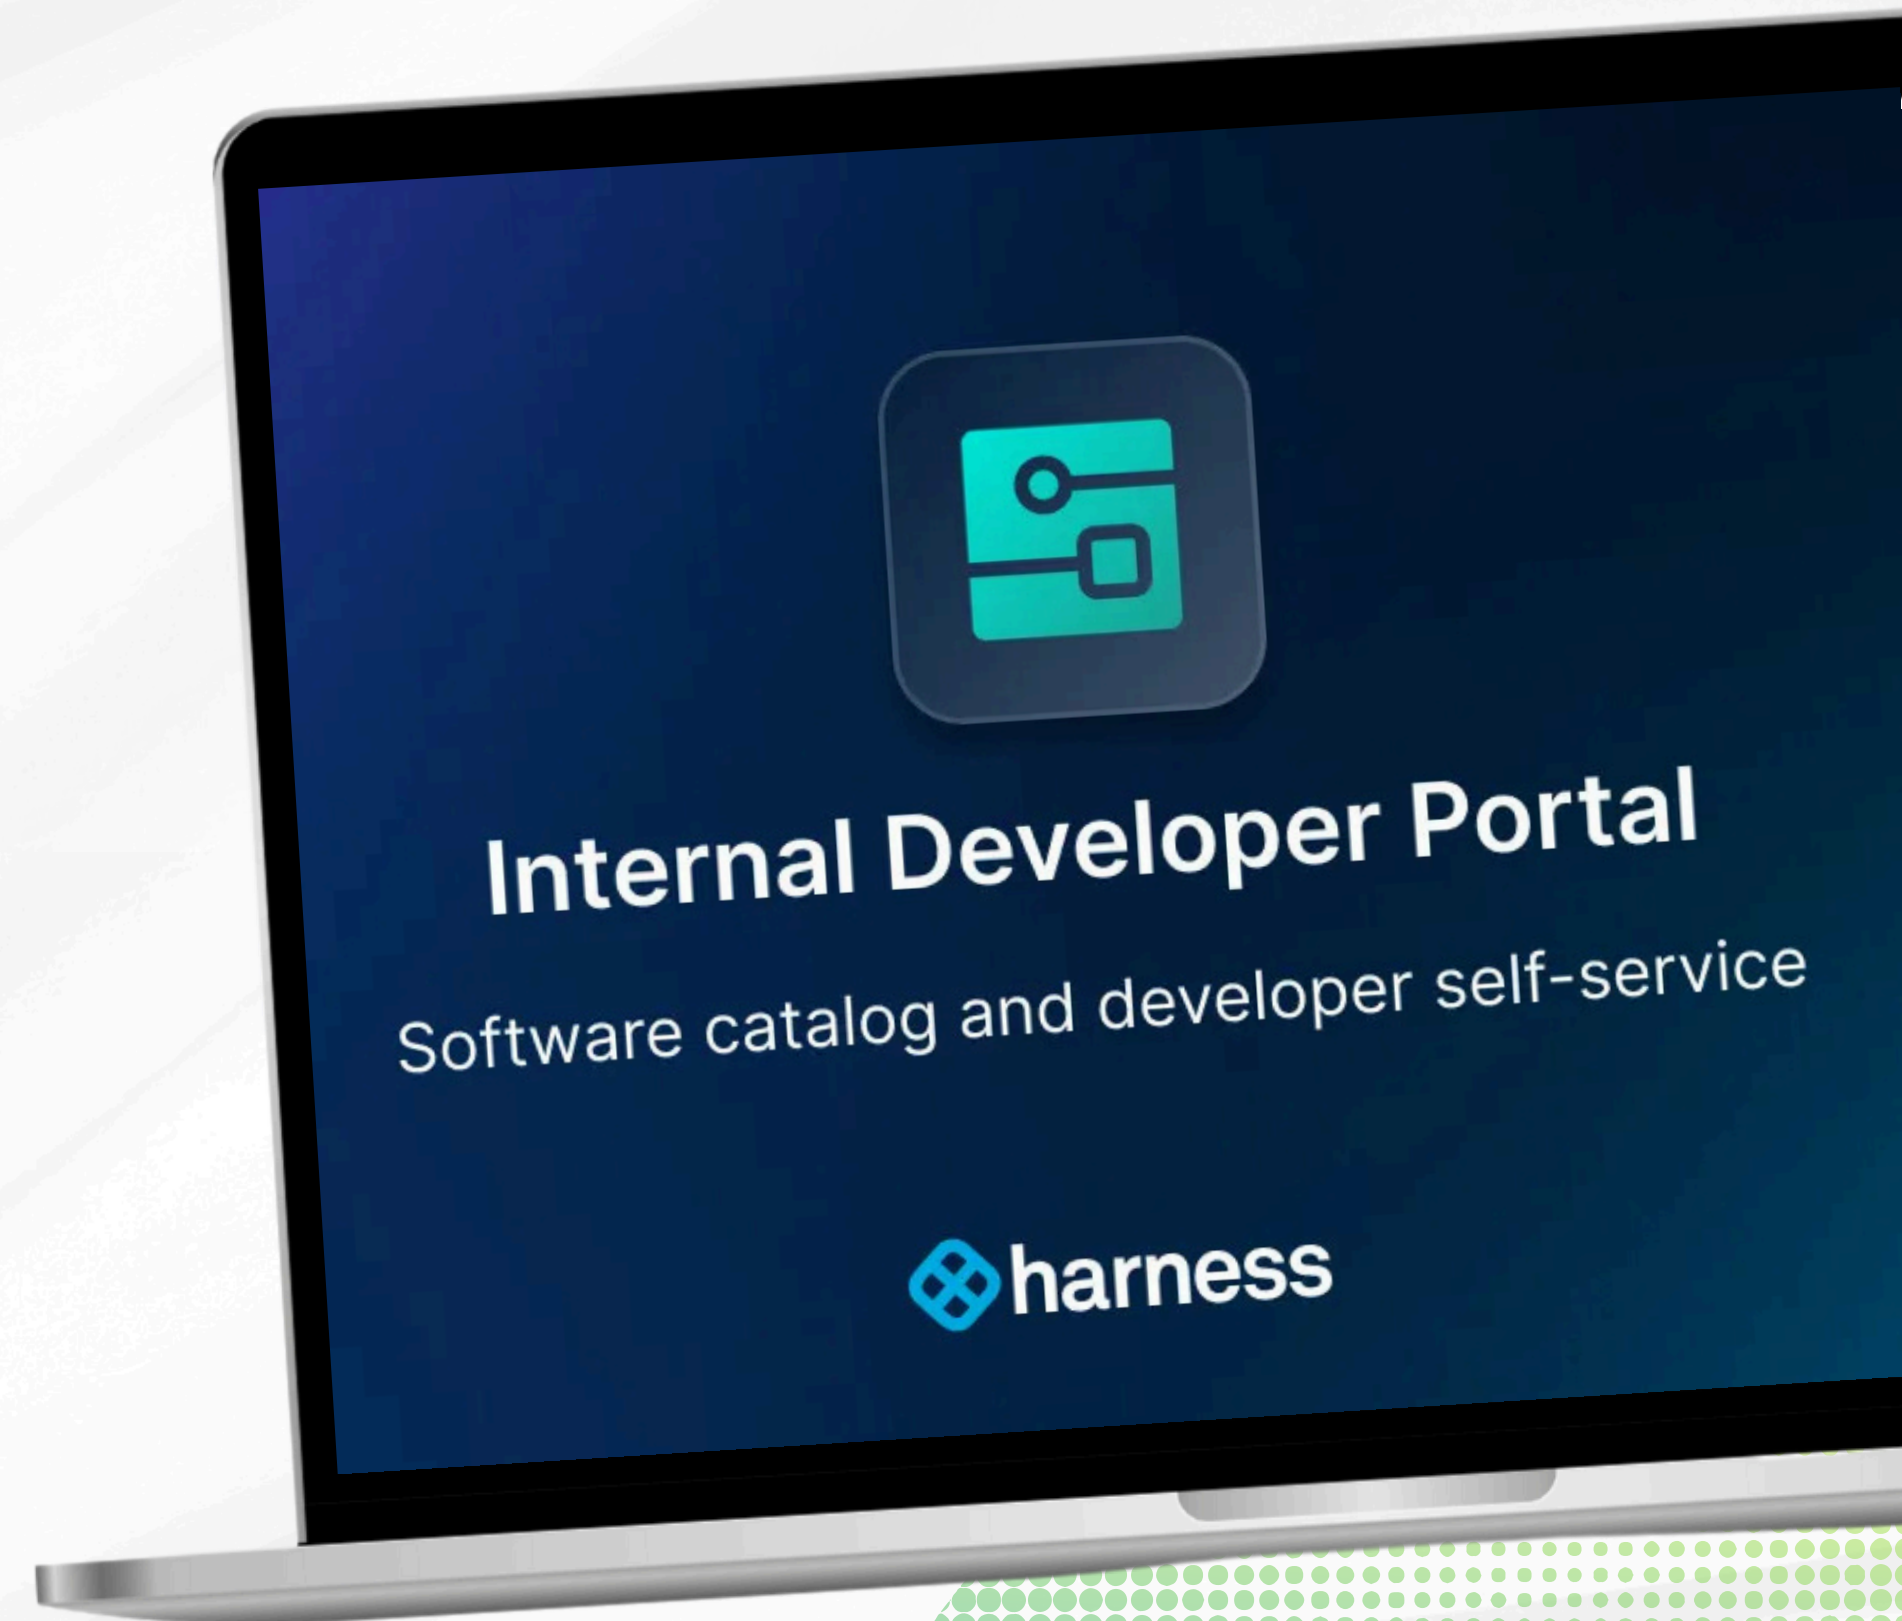 Internal Developer Portal
Software catalog and developer self-service
harness